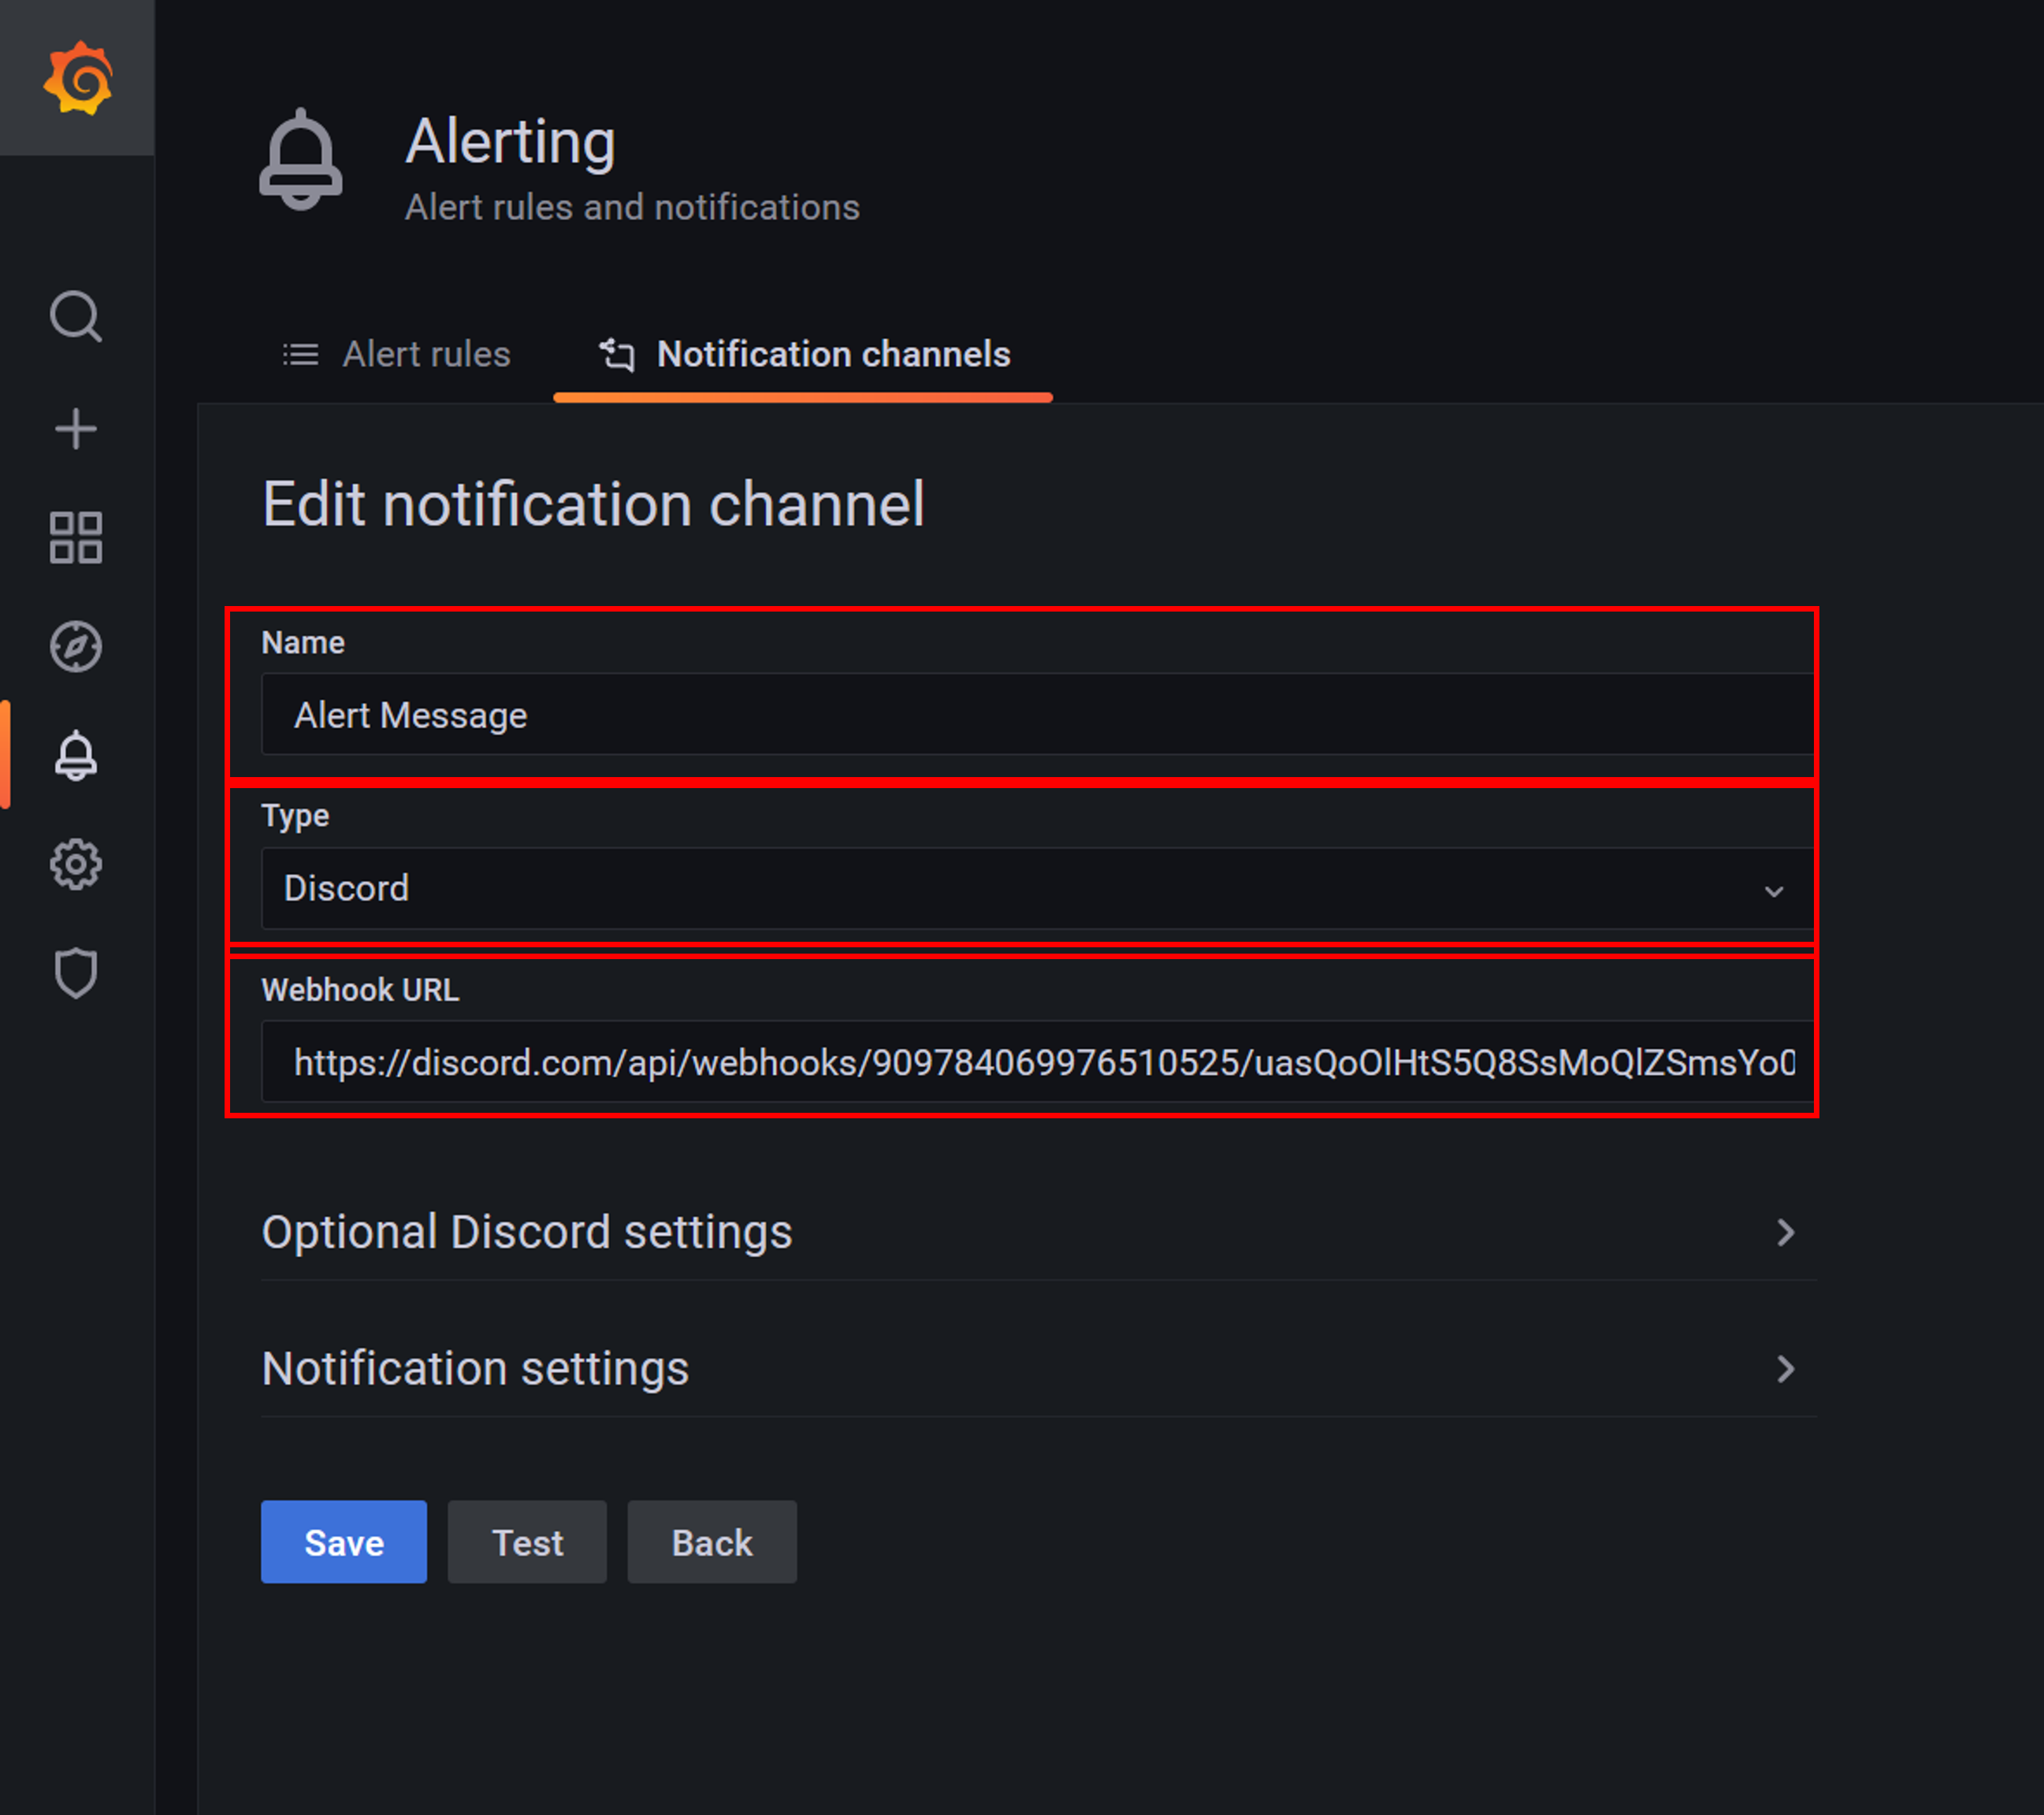 Alerting
Alert rules and notifications
Alert rules
Notification channels
Edit notification channel
Name
Alert Message
Type
Discord
Webhook URL
https://discord.com/api/webhooks/909784069976510525/uasQoOlHtS5Q8SsMoQlZSmsYo0
Optional Discord settings
Notification settings
Save
Test
Back